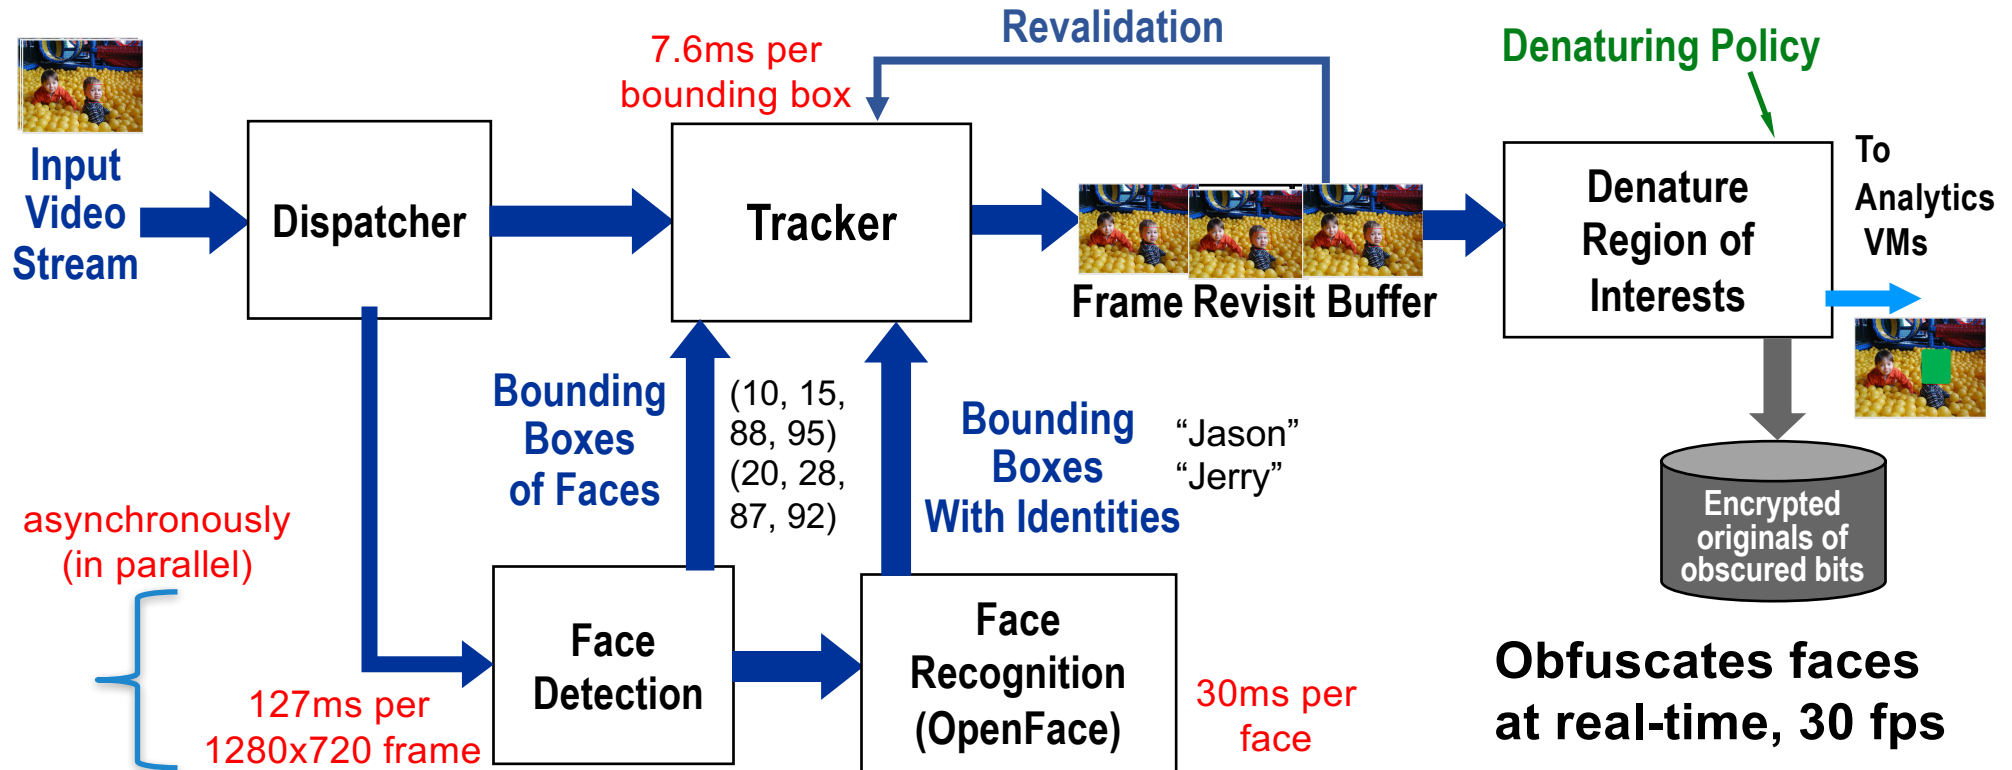 Input
Video
Stream
Dispatcher
7.6ms per
bounding box
Tracker
Revalidation
Frame Revisit Buffer
Denaturing Policy
Denature
Region of
Interests
To
Analytics
VMs
Bounding
Boxes
of Faces
(10, 15,
88, 95)
(20, 28,
87, 92)
Bounding
Boxes
With Identities
“Jason”
“Jerry”
Encrypted
originals of
obscured bits
asynchronously
(in parallel)
127ms per
1280x720 frame
Face
Detection
Face
Recognition
(OpenFace)
30ms per
face
Obfuscates faces
at real-time, 30 fps